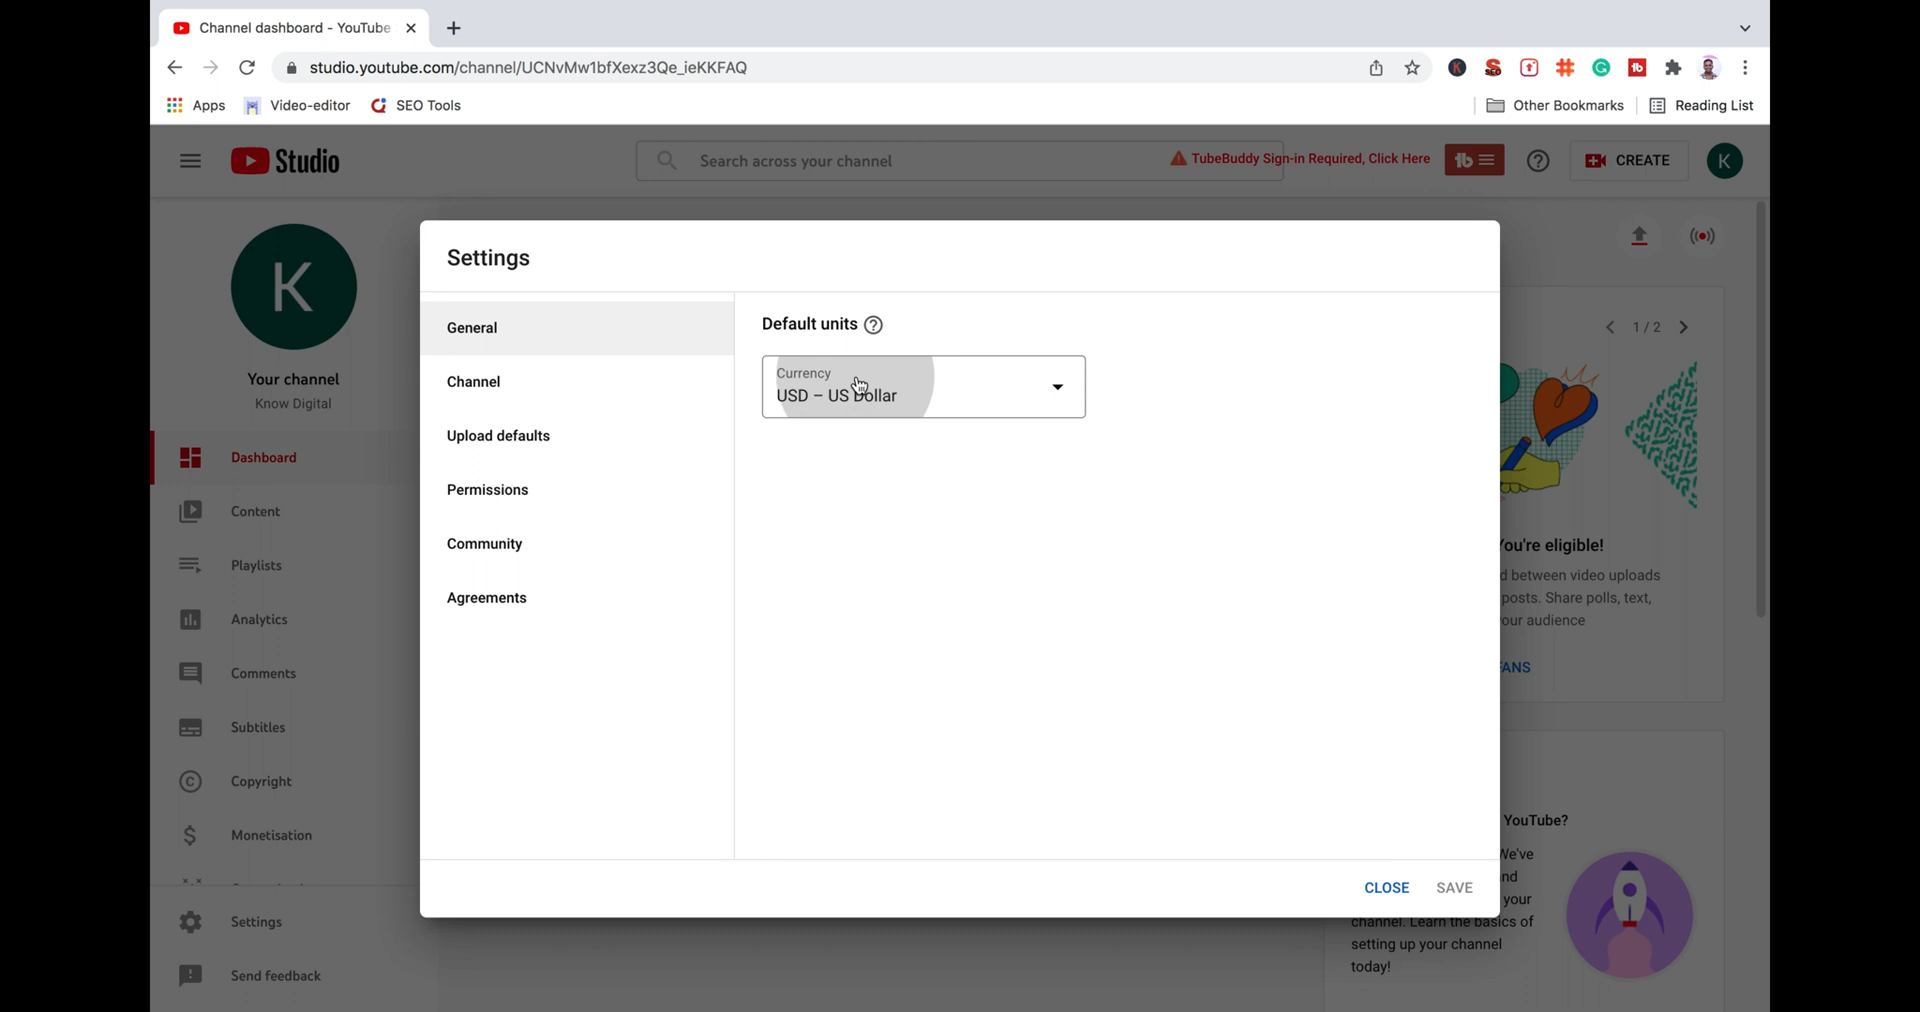 Channel dashboard - YouTube
studio.youtube.com/channel/UCNvMw1bfXexz3Qe_ieKKFAQ
Apps
Video-editor
SEO Tools
Other Bookmarks
Reading List
Studio
Search across your channel
TubeBuddy Sign-in Required, Click Here
tb
CREATE
K
K
Your channel
Know Digital
Dashboard
Content
Playlists
Analytics
Comments
Subtitles
Copyright
Monetisation
Settings
Send feedback
Settings
General
Channel
Upload defaults
Permissions
Community
Agreements
Default units
Currency
USD – US Dollar
CLOSE
SAVE
1 / 2
You're eligible!
d between video uploads
posts. Share polls, text,
our audience
FANS
YouTube?
We've
nd
your
channel. Learn the basics of
setting up your channel
today!